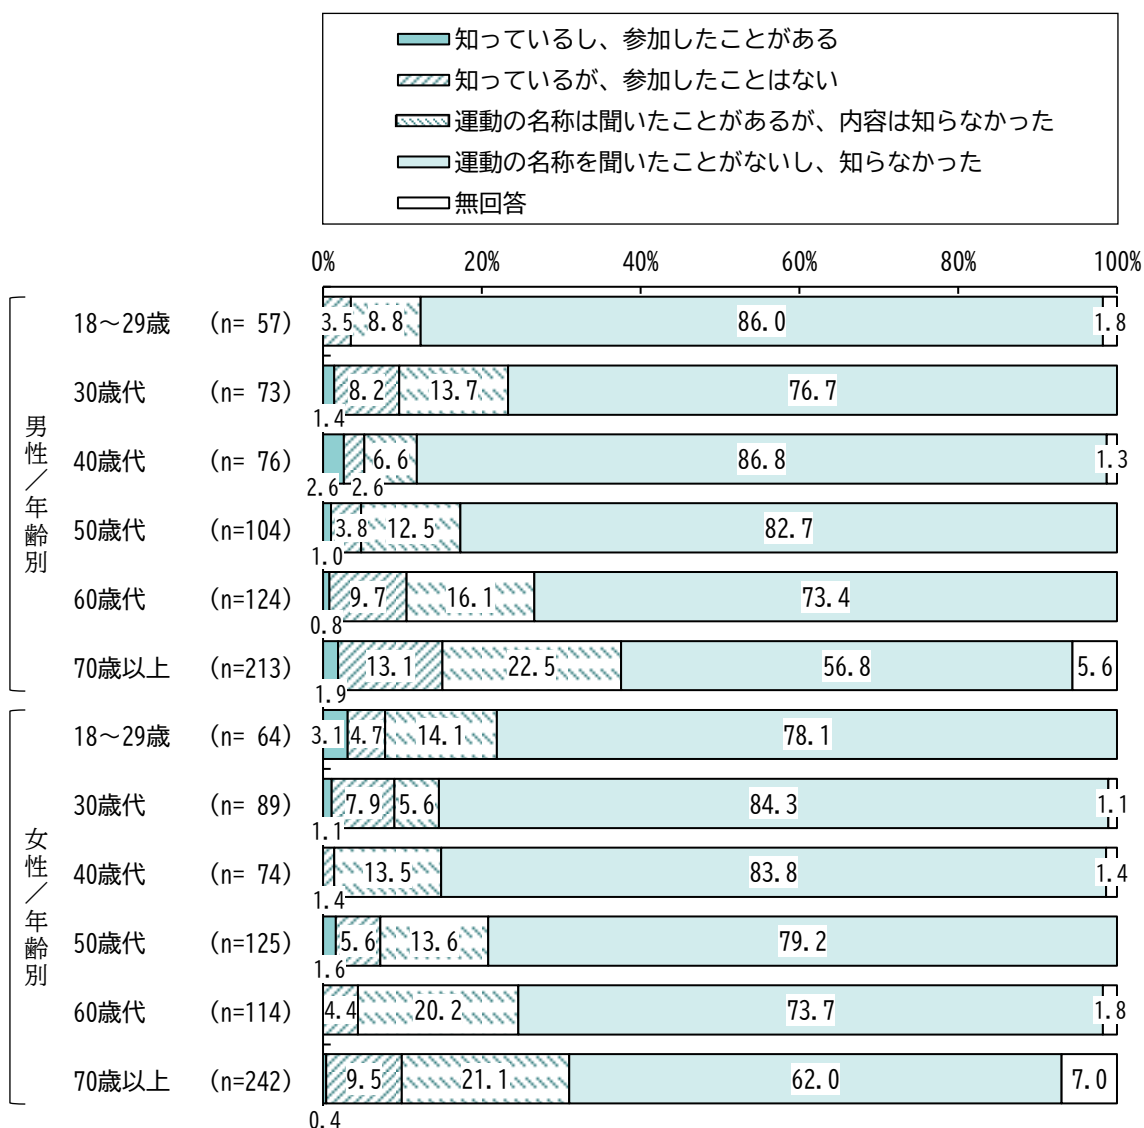 知っているし、参加したことがある
知っているが、参加したことはない
運動の名称は聞いたことがあるが、内容は知らなかった
運動の名称を聞いたことがないし、知らなかった
無回答
0% 20% 40% 60% 80% 100%
男性/年齢別
18～29歳 (n= 57) 3.5 8.8 86.0 1.8
30歳代 (n= 73) 1.4 8.2 13.7 76.7
40歳代 (n= 76) 2.6 2.6 6.6 86.8 1.3
50歳代 (n=104) 1.0 3.8 12.5 82.7
60歳代 (n=124) 0.8 9.7 16.1 73.4
70歳以上 (n=213) 1.9 13.1 22.5 56.8 5.6
女性/年齢別
18～29歳 (n= 64) 3.1 4.7 14.1 78.1
30歳代 (n= 89) 1.1 7.9 5.6 84.3 1.1
40歳代 (n= 74) 1.4 13.5 83.8 1.4
50歳代 (n=125) 1.6 5.6 13.6 79.2
60歳代 (n=114) 4.4 20.2 73.7 1.8
70歳以上 (n=242) 0.4 9.5 21.1 62.0 7.0